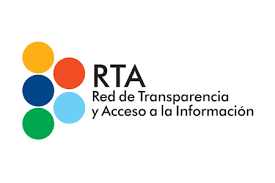 RTA
Red de Transparencia
y Acceso a la Información